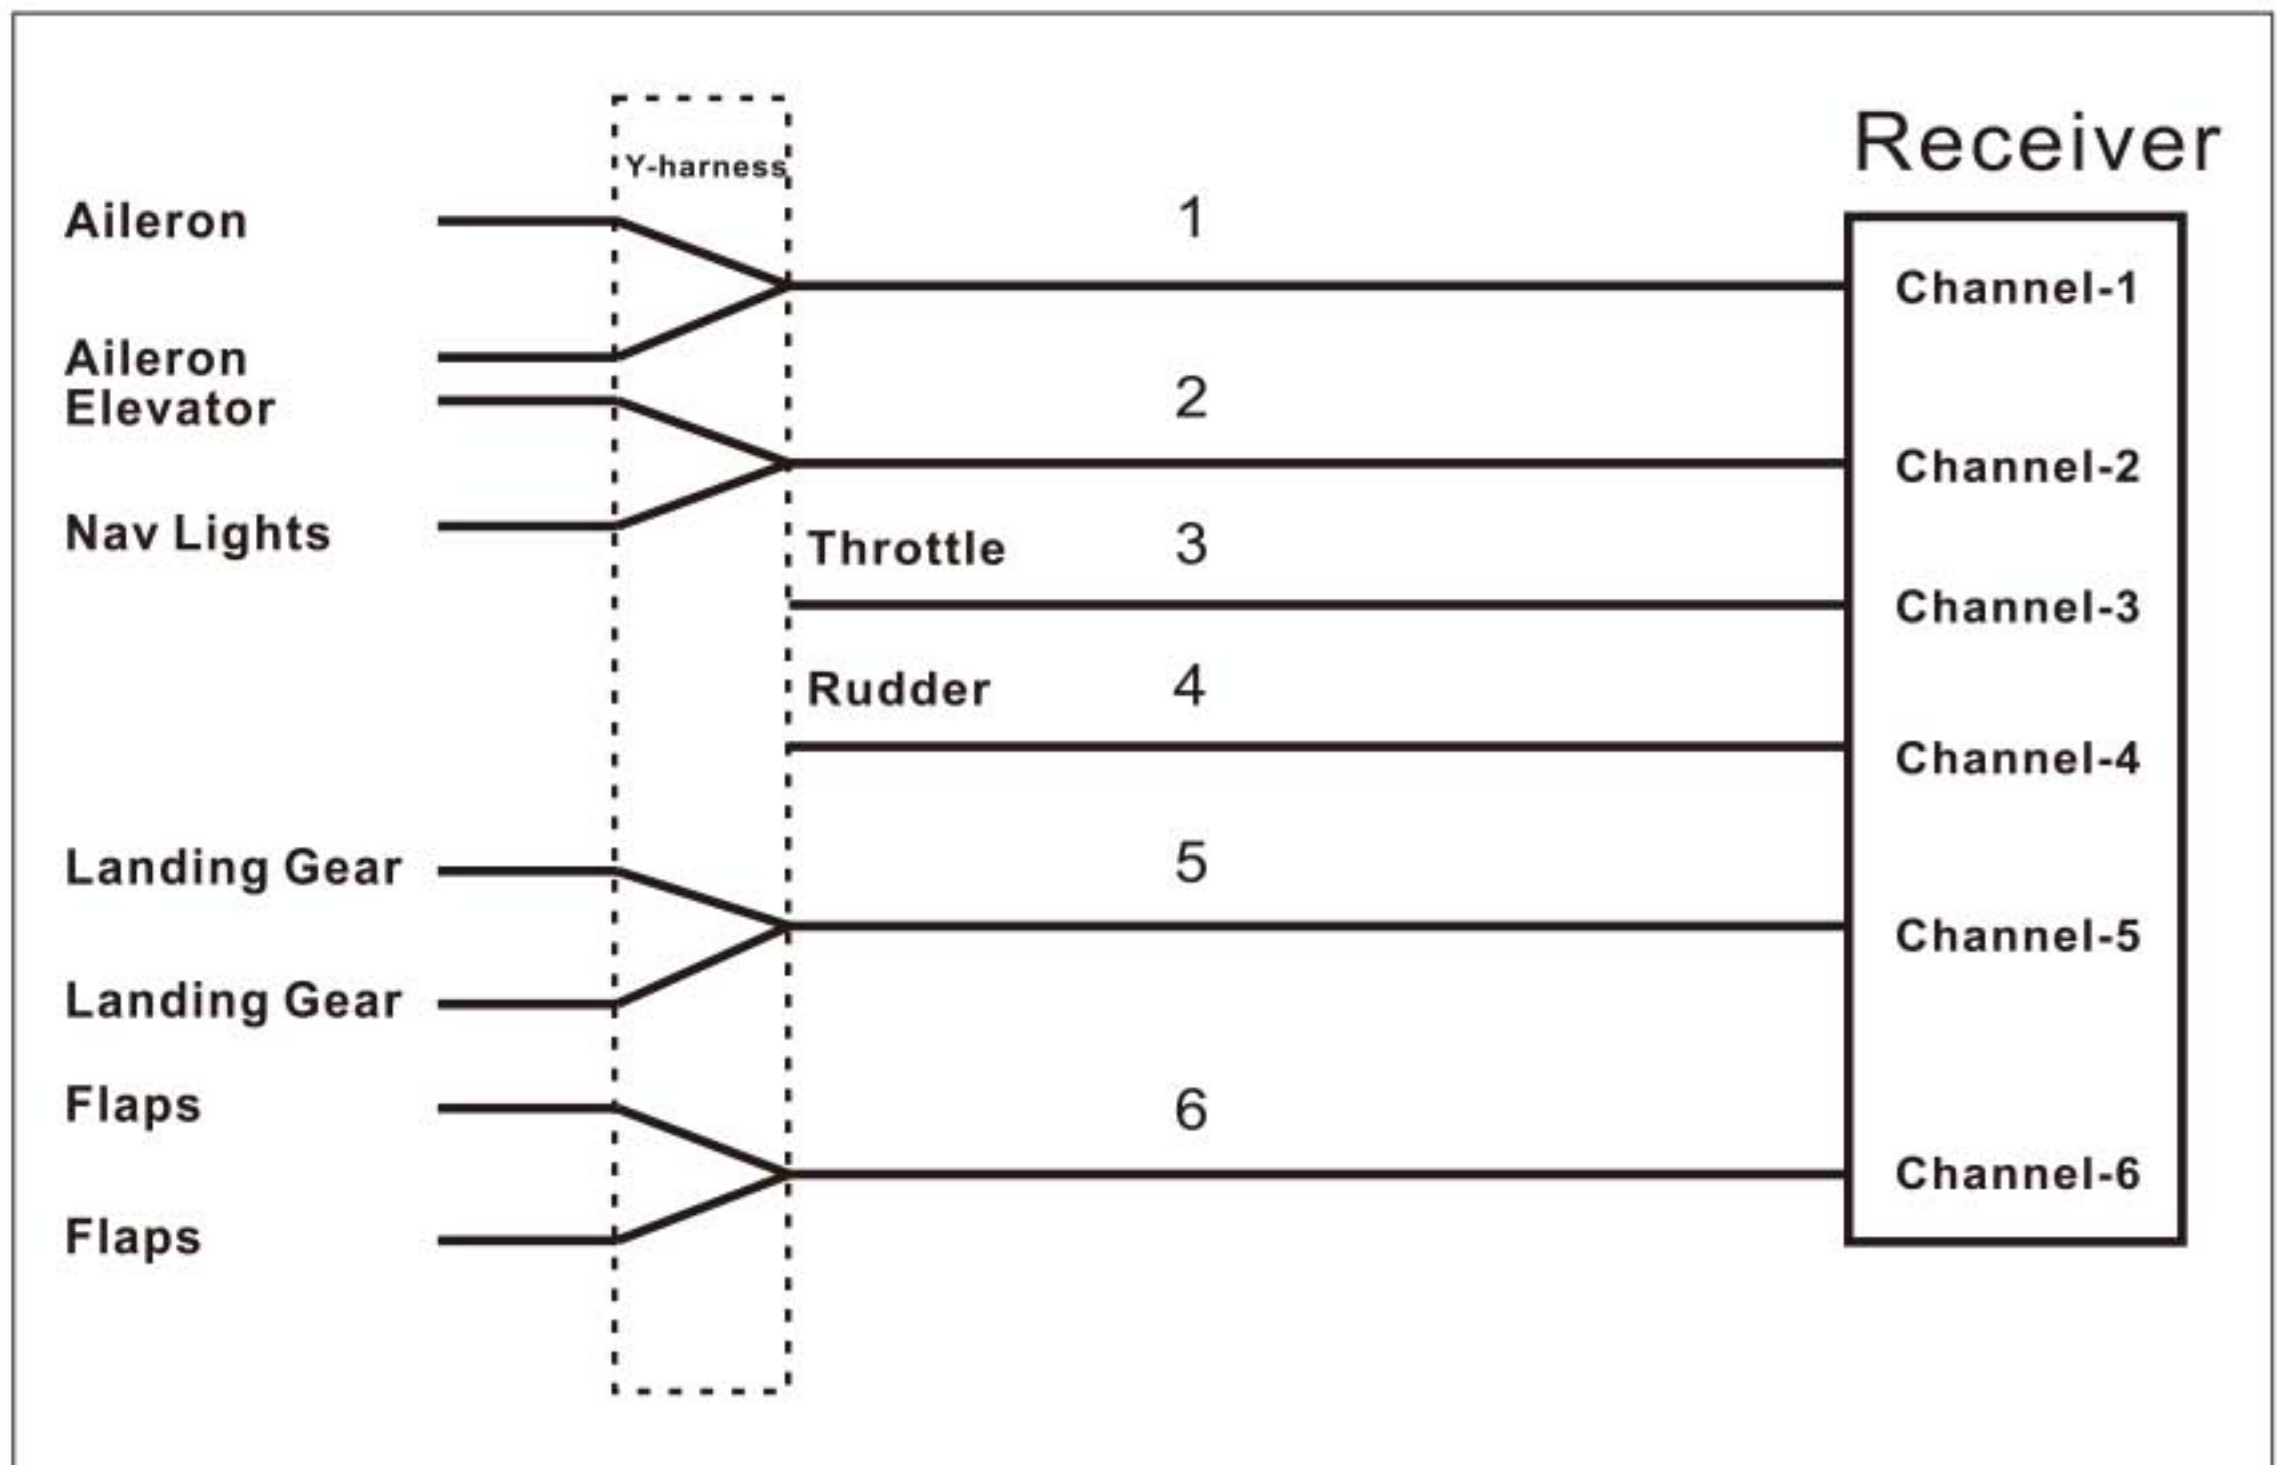 Receiver
Y-harness
Aileron
1
Channel-1
Aileron
Elevator
2
Channel-2
Nav Lights
Throttle 3
Channel-3
Rudder 4
Channel-4
Landing Gear
5
Channel-5
Landing Gear
Flaps
6
Channel-6
Flaps